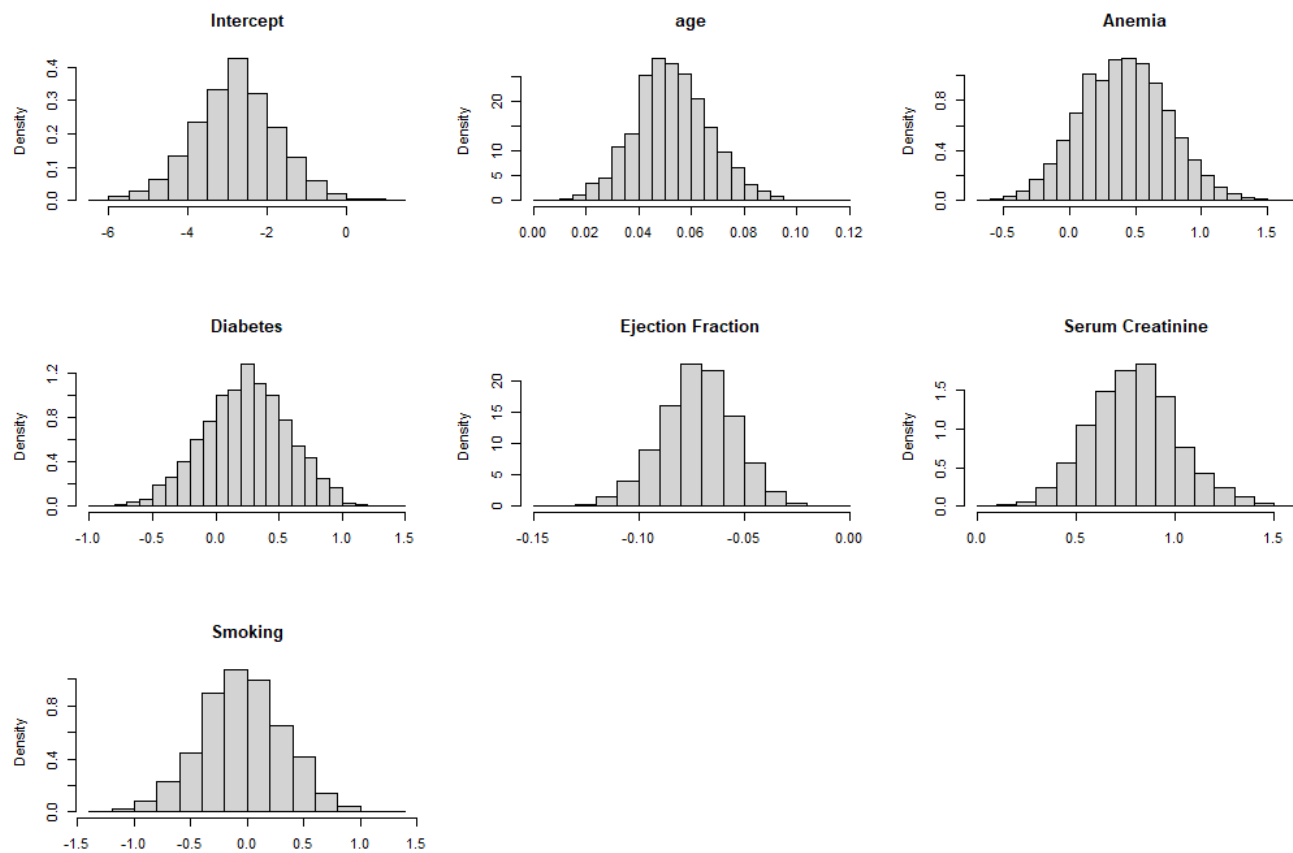 Intercept
Density
0.0 0.1 0.2 0.3 0.4
-6 -4 -2 0
age
Density
0 5 10 20
0.00 0.02 0.04 0.06 0.08 0.10 0.12
Anemia
Density
0.0 0.4 0.8
-0.5 0.0 0.5 1.0 1.5
Diabetes
Density
0.0 0.4 0.8 1.2
-1.0 -0.5 0.0 0.5 1.0 1.5
Ejection Fraction
Density
0 5 10 15 20
-0.15 -0.10 -0.05 0.00
Serum Creatinine
Density
0.0 0.5 1.0 1.5
0.0 0.5 1.0 1.5
Smoking
Density
0.0 0.4 0.8
-1.5 -1.0 -0.5 0.0 0.5 1.0 1.5